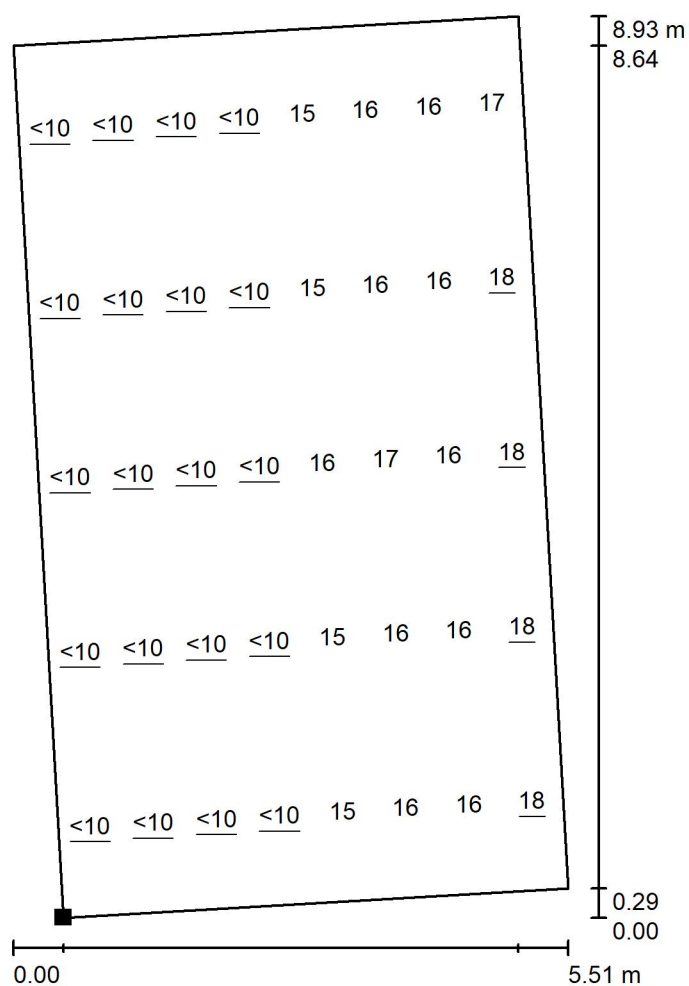 8.93 m
8.64
<10 <10 <10 <10 15 16 16 17
<10 <10 <10 <10 15 16 16 18
<10 <10 <10 <10 16 17 16 18
<10 <10 <10 <10 15 16 16 18
<10 <10 <10 <10 15 16 16 18
0.29
0.00
0.00 5.51 m